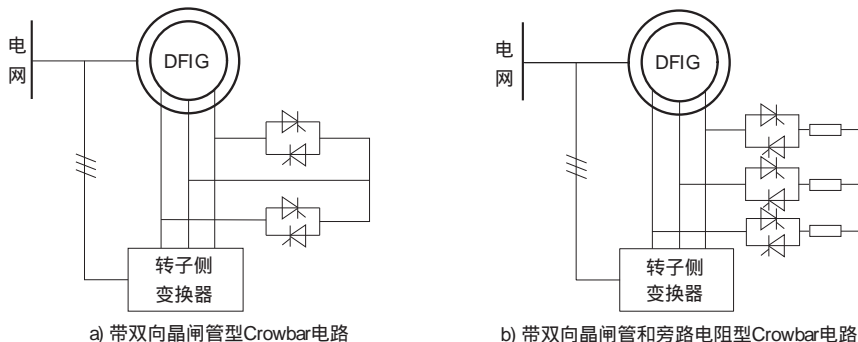 电网
DFIG
转子侧
变换器
a) 带双向晶闸管型Crowbar电路
电网
DFIG
转子侧
变换器
b) 带双向晶闸管和旁路电阻型Crowbar电路